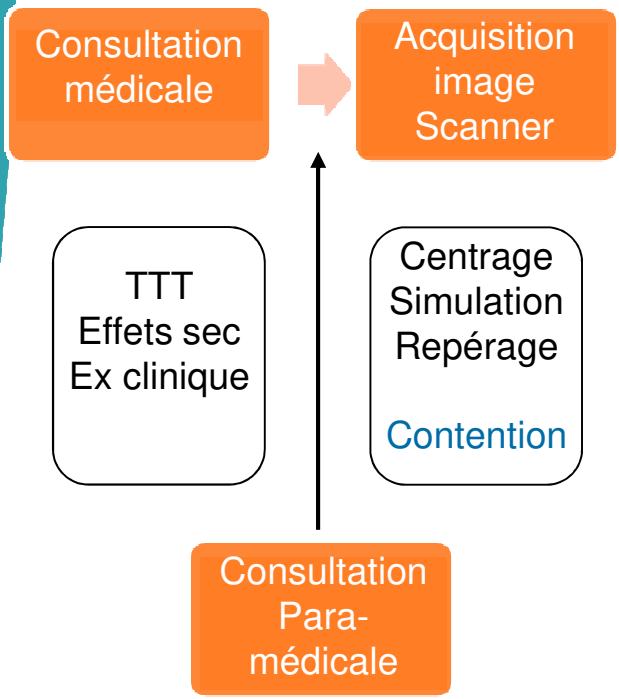 Consultation
médicale
Acquisition
image
Scanner
TTT
Effets sec
Ex clinique
Centrage
Simulation
Repérage
Contention
Consultation
Para-
médicale